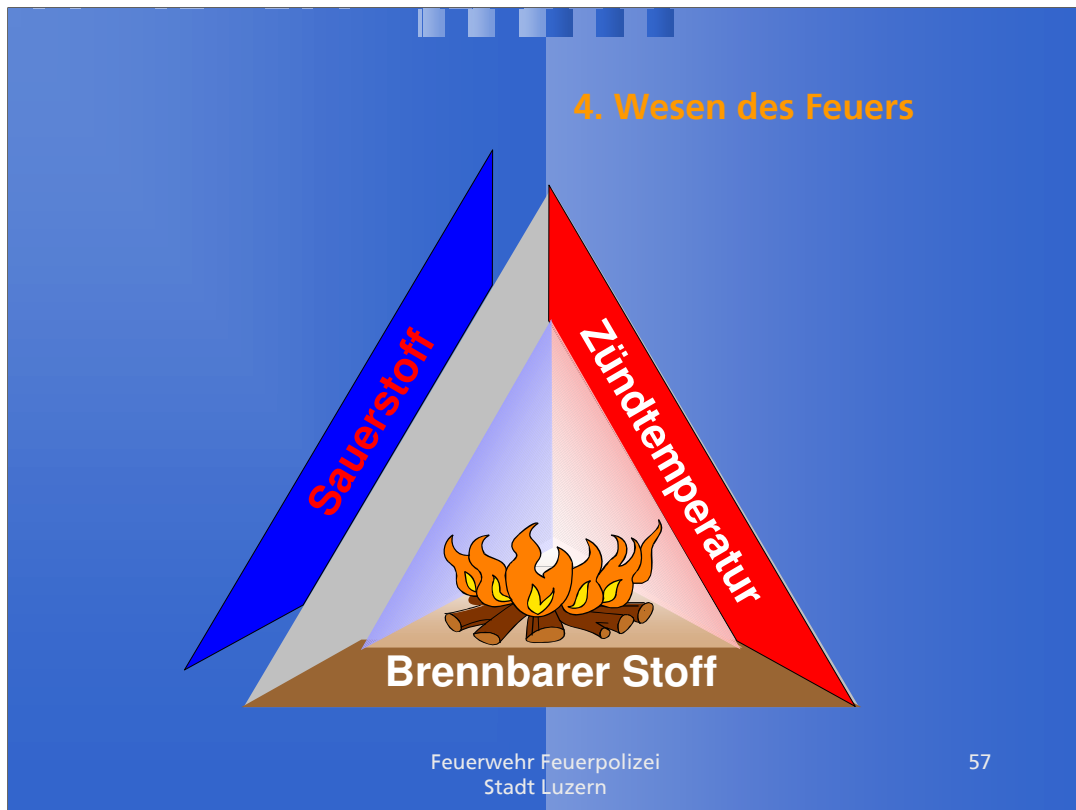 4. Wesen des Feuers
Sauerstoff
Zündtemperatur
Brennbarer Stoff
Feuerwehr Feuerpolizei
Stadt Luzern
57